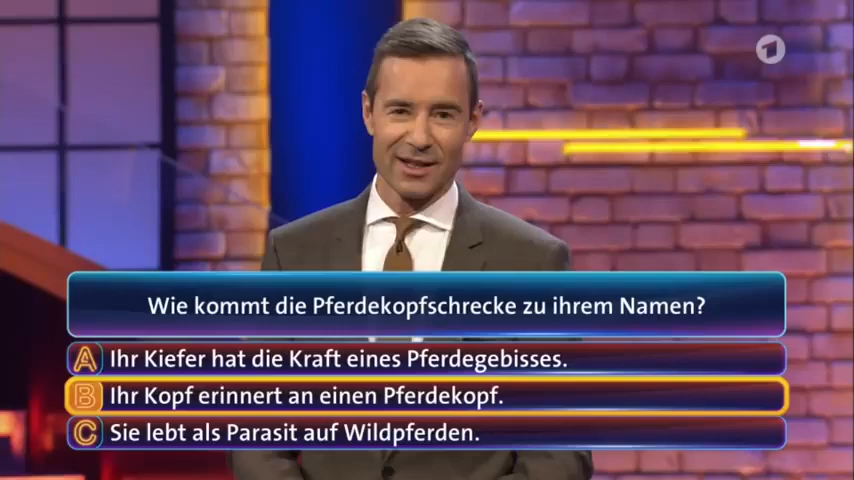 1
Wie kommt die Pferdekopfschrecke zu ihrem Namen?
A Ihr Kiefer hat die Kraft eines Pferdegebisses.
B Ihr Kopf erinnert an einen Pferdekopf.
C Sie lebt als Parasit auf Wildpferden.